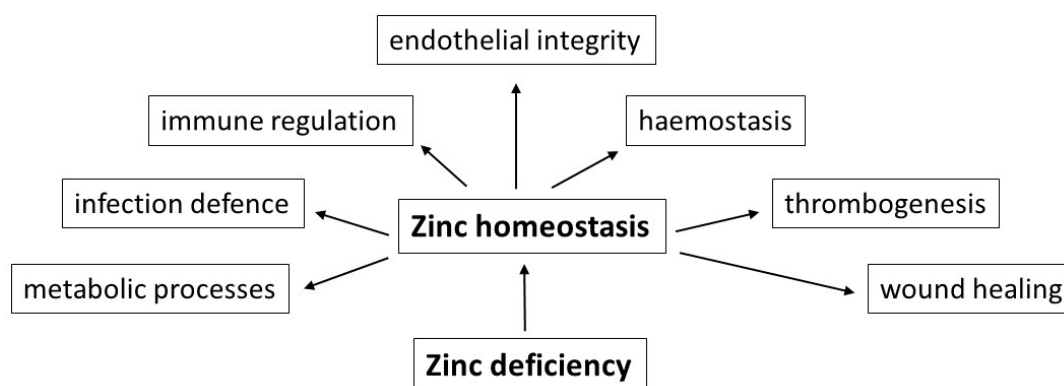 endothelial integrity
immune regulation
haemostasis
infection defence
Zinc homeostasis
thrombogenesis
metabolic processes
wound healing
Zinc deficiency